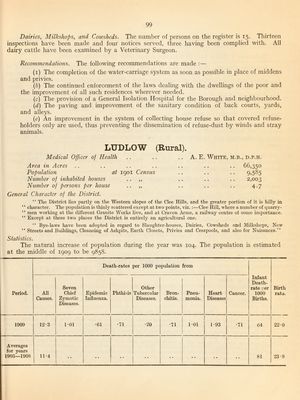 99
Dairies, Milkshops, and Cowsheds. The number of persons on the register is 15. Thirteen
inspections have been made and four notices served, three having been complied with. All
dairy cattle have been examined by a Veterinary Surgeon.
Recommendations. The following recommendations are made :—
(1) The completion of the water-carriage system as soon as possible in place of middens
and privies.
(2) The continued enforcement of the laws dealing with the dwellings of the poor and
the improvement of all such residences wherever needed.
(3) The provision of a General Isolation Hospital for the Borough and neighbourhood.
(4) The paving and improvement of the sanitary condition of back courts, yards,
and alleys.
(5) An improvement in the system of collecting house refuse so that covered refuse-
holders only are used, thus preventing the dissemination of refuse-dust by winds and stray
animals.
LUDLOW (Rural).
Medical Officer of Health .. .. .. A. E. WHITE, M.B., D.P.H.
Area in Acres .. .. .. .. .. .. 66,350
Population at 1901 Census .. .. .. 9,585
Number of inhabited houses .. „ .. .. .. 2,003
Number of persons per house .. „ .. .. .. 4.7
General Character of the District.
" The District lies partly on the Western slopes of the Clee Hills, and the greater portion of it is hilly in
" character. The population is thinly scattered except at two points, viz. :—Clee Hill, where a number of quarry-
" men working at the different Granite Works live, and at Craven Arms, a railway centre of some importance.
" Except at these two places the District is entirely an agricultural one.
" Bye-laws have been adopted in regard to Slaughter-houses, Dairies, Cowsheds and Milkshops, New
" Streets and Buildings, Cleansing of Ashpits, Earth Closets, Privies and Cesspools, and also for Nuisances."
Statistics.
The natural increase of population during the year was 104. The population is estimated
at the middle of 1909 to be 9858.
Death-rates per 1000 population from
Period. All Causes. Seven Chief Zymotic Diseases. Epidemic Influenza. Phthisis Other Tubercular Diseases. Bron- chitis. Pneu- monia. Heart Diseases Cancer. Infant Death- rate per 1000 Births. Birth rate.
1909 12·3 1·01 ·61 ·71 ·20 ·71 1·01 1·93 ·71 64 22·9
Averages
for years
1905—1908 11·4 .. .. .. .. .. .. .. .. 81 23·9